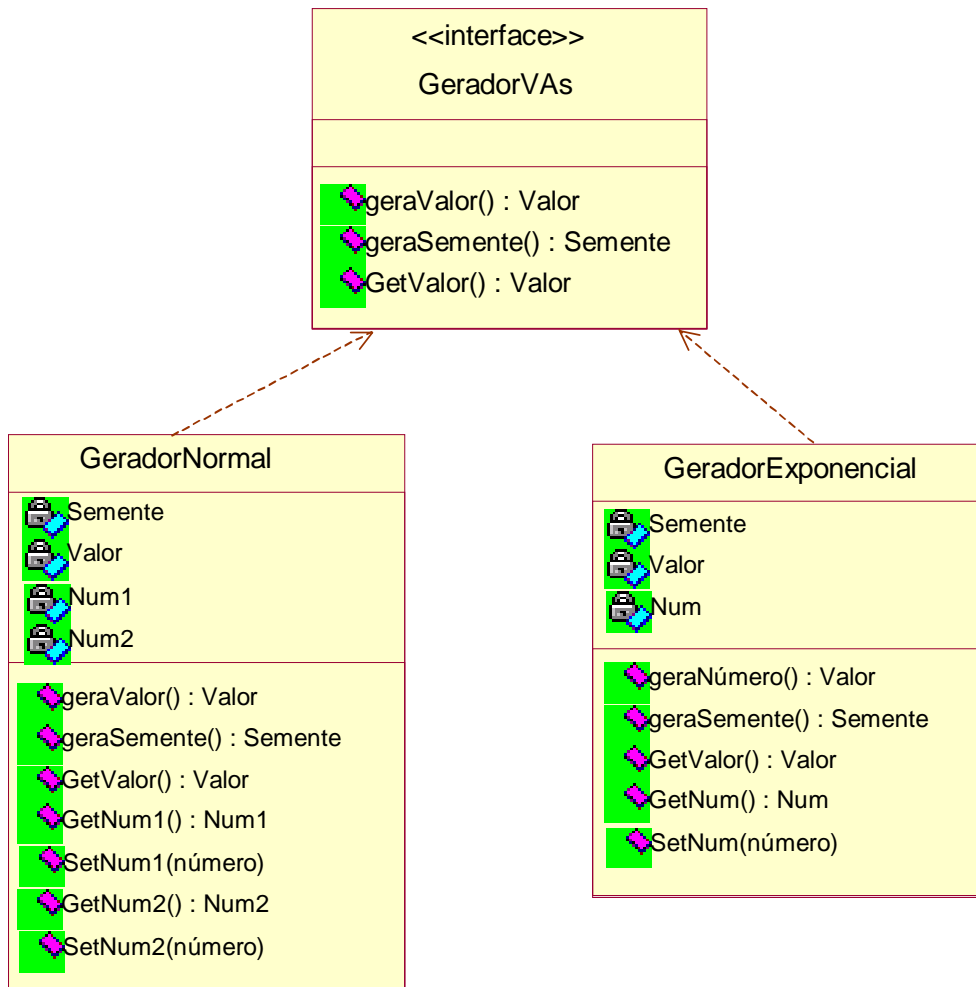 <<interface>>
GeradorVAs
geraValor() : Valor
geraSemente() : Semente
GetValor() : Valor
GeradorNormal
Semente
Valor
Num1
Num2
geraValor() : Valor
geraSemente() : Semente
GetValor() : Valor
GetNum1() : Num1
SetNum1(número)
GetNum2() : Num2
SetNum2(número)
GeradorExponencial
Semente
Valor
Num
geraNúmero() : Valor
geraSemente() : Semente
GetValor() : Valor
GetNum() : Num
SetNum(número)